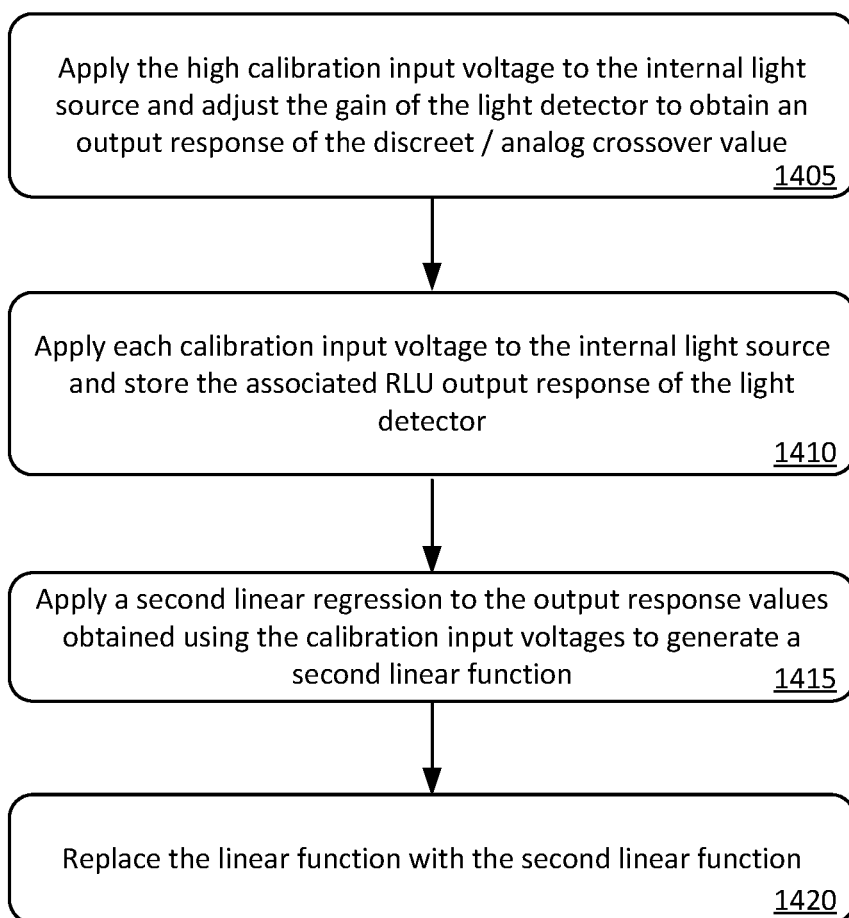 Apply the high calibration input voltage to the internal light
source and adjust the gain of the light detector to obtain an
output response of the discreet / analog crossover value
1405
Apply each calibration input voltage to the internal light source
and store the associated RLU output response of the light
detector
1410
Apply a second linear regression to the output response values
obtained using the calibration input voltages to generate a
second linear function
1415
Replace the linear function with the second linear function
1420